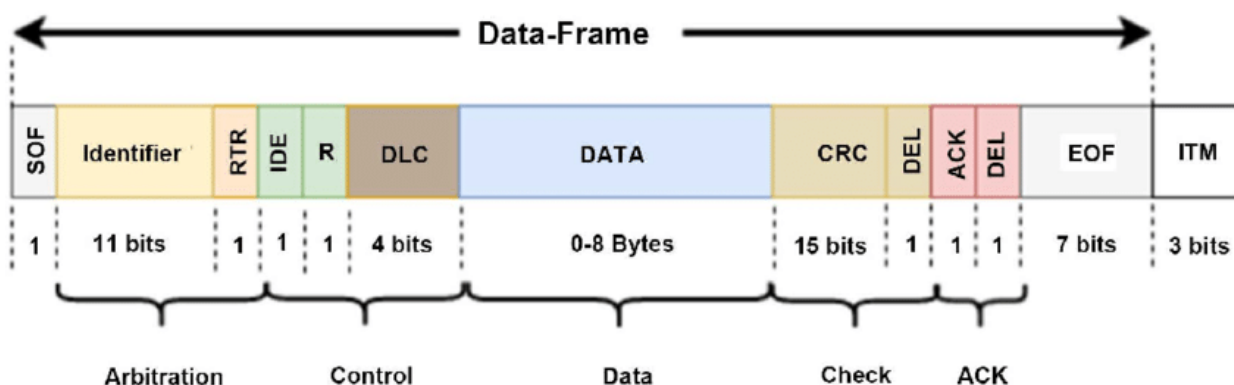 Data-Frame
SOF Identifier RTR IDE R DLC DATA CRC DEL ACK DEL EOF ITM
1 11 bits 1 1 1 4 bits 0-8 Bytes 15 bits 1 1 1 7 bits 3 bits
Arbitration Control Data Check ACK